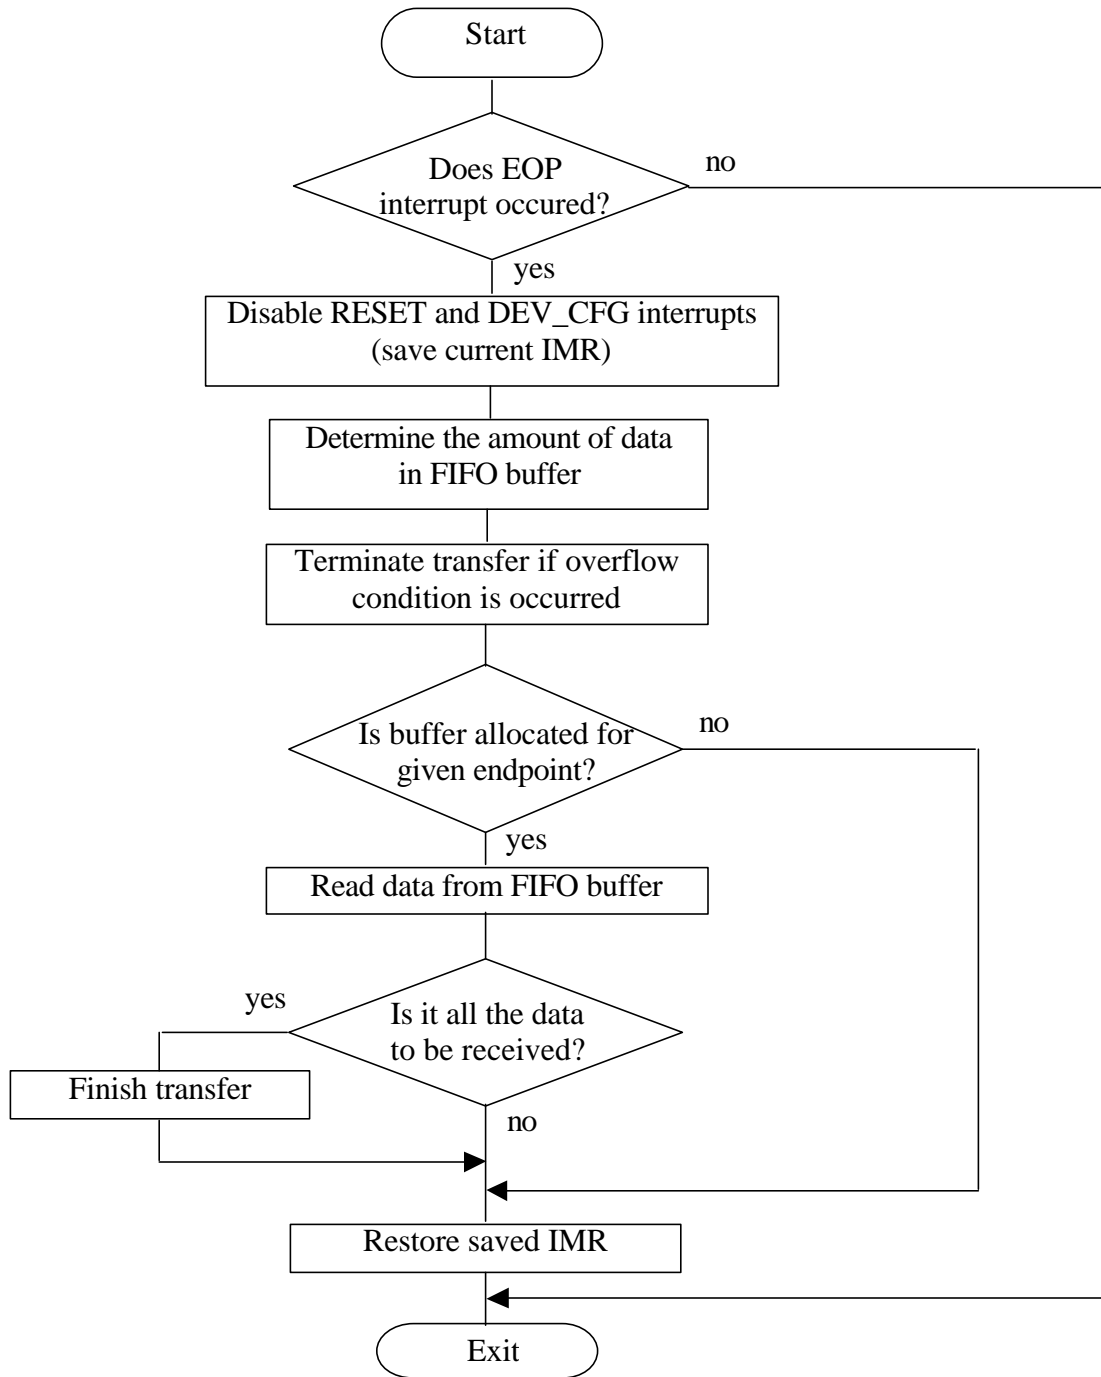 Start
Does EOP
interrupt occured?
no
yes
Disable RESET and DEV_CFG interrupts
(save current IMR)
Determine the amount of data
in FIFO buffer
Terminate transfer if overflow
condition is occurred
Is buffer allocated for
given endpoint?
no
yes
Read data from FIFO buffer
yes
Is it all the data
to be received?
Finish transfer
no
Restore saved IMR
Exit